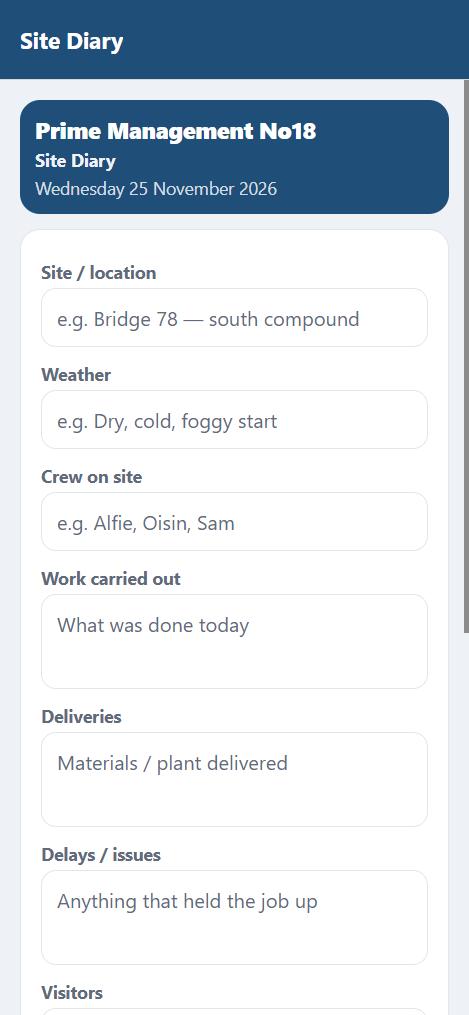 Site Diary
Prime Management No18
Site Diary
Wednesday 25 November 2026
Site / location
e.g. Bridge 78 — south compound
Weather
e.g. Dry, cold, foggy start
Crew on site
e.g. Alfie, Oisin, Sam
Work carried out
What was done today
Deliveries
Materials / plant delivered
Delays / issues
Anything that held the job up
Visitors